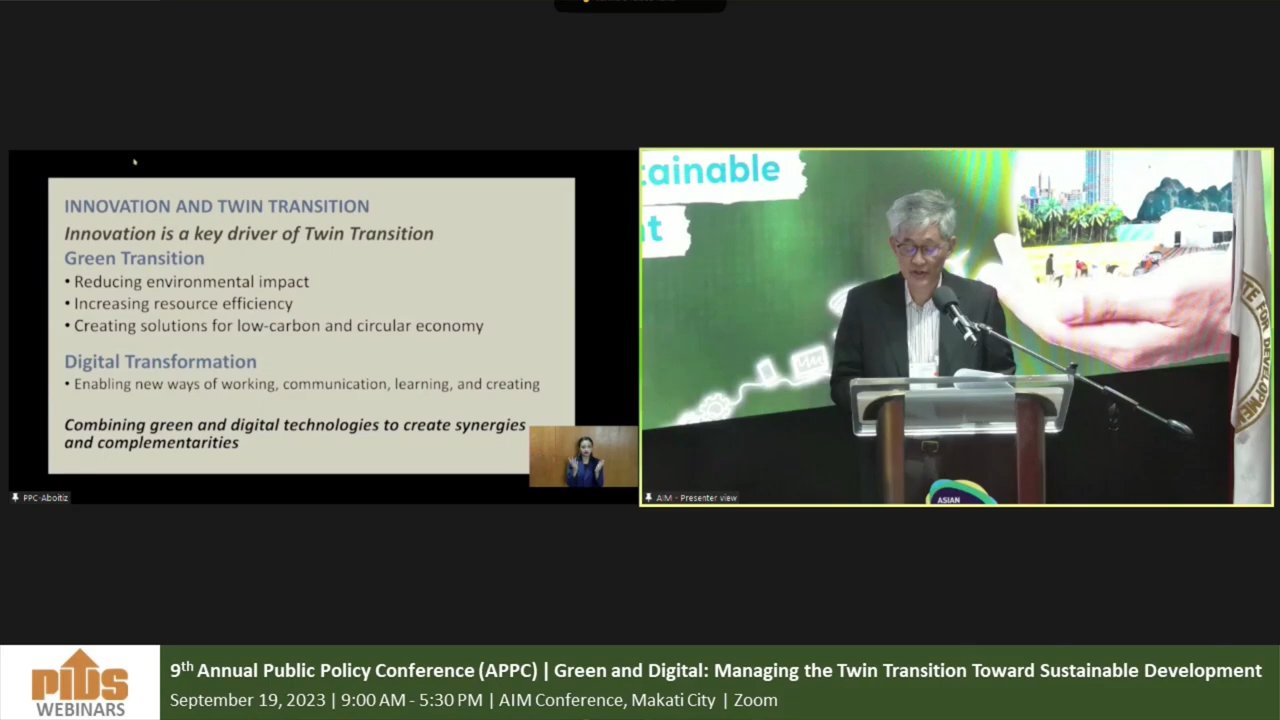 INNOVATION AND TWIN TRANSITION
Innovation is a key driver of Twin Transition
Green Transition
• Reducing environmental impact
• Increasing resource efficiency
• Creating solutions for low-carbon and circular economy
Digital Transformation
• Enabling new ways of working, communication, learning, and creating
Combining green and digital technologies to create synergies
and complementarities
PPC-Aboitiz
tainable
t
TE FOR DEVELOPMEN
ASIAN
AIM - Presenter view
PIDS
WEBINARS
9th Annual Public Policy Conference (APPC) | Green and Digital: Managing the Twin Transition Toward Sustainable Development
September 19, 2023 | 9:00 AM - 5:30 PM | AIM Conference, Makati City | Zoom